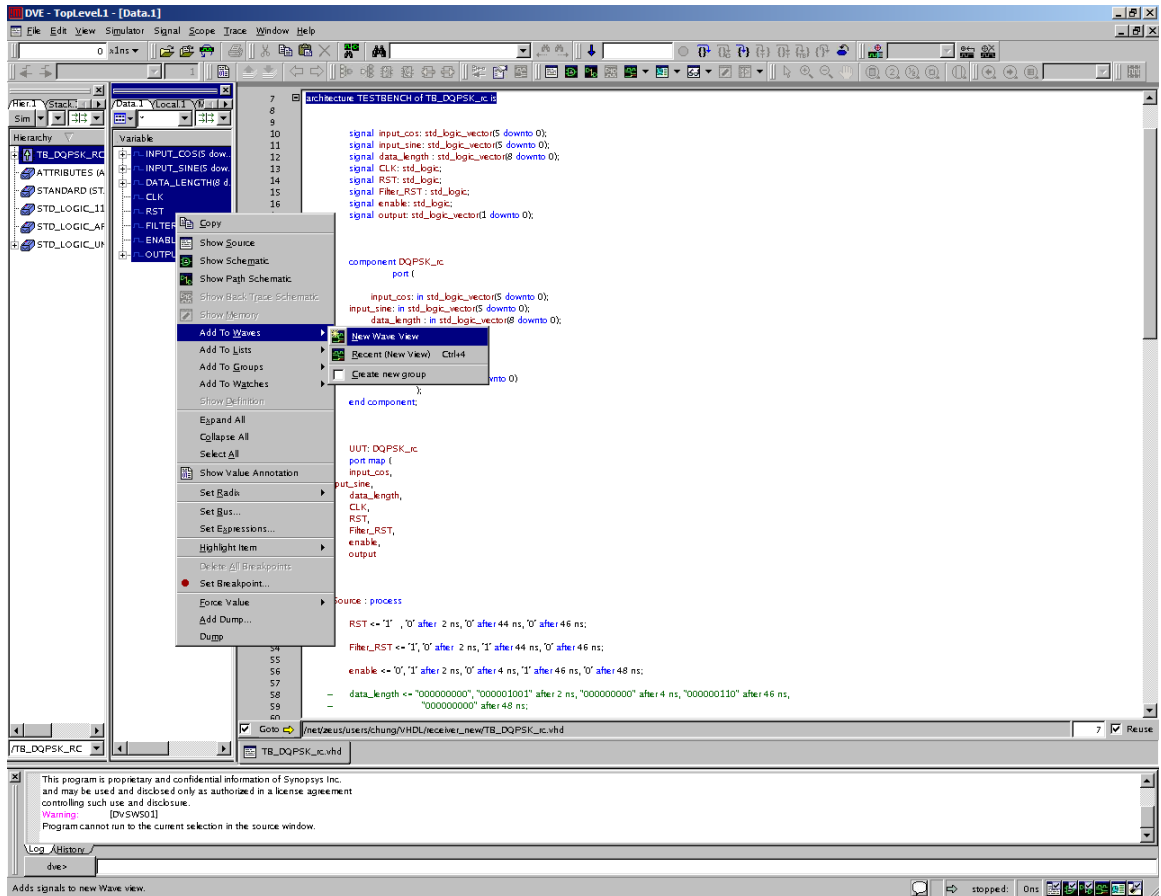 DVE - TopLevel.1 - [Data.1]
File Edit View Simulator Signal Scope Trace Window Help
0 x1ns
1
Hier.1 Stack.
Data.1 Local.1
Sim
*
Hierarchy
Variable
TB_DQPSK_RC
ATTRIBUTES (A
STANDARD (ST.
STD_LOGIC_11
STD_LOGIC_AF
STD_LOGIC_UN
INPUT_COS(5 dow..
INPUT_SINE(5 dow.
DATA_LENGTH(8 d.
CLK
RST
FILTER
ENABL
OUTPU
Copy
Show Source
Show Schematic
Show Path Schematic
Show Back Trace Schematic
Show Memory
Add To Waves
Add To Lists
Add To Groups
Add To Watches
Show Definition
Expand All
Collapse All
Select All
Show Value Annotation
Set Radix
Set Bus...
Set Expressions...
Highlight Item
Delete All Breakpoints
Set Breakpoint...
Force Value
Add Dump...
Dump
New Wave View
Recent (New View) Ctrl+4
Create new group
7 architecture TESTBENCH of TB_DQPSK_rc is
8
9
10 signal input_cos: std_logic_vector(5 downto 0);
11 signal input_sine: std_logic_vector(5 downto 0);
12 signal data_length : std_logic_vector(8 downto 0);
13 signal CLK: std_logic;
14 signal RST: std_logic;
15 signal Filter_RST : std_logic;
16 signal enable: std_logic;
signal output: std_logic_vector(1 downto 0);
component DQPSK_rc
port (
input_cos: in std_logic_vector(5 downto 0);
input_sine: in std_logic_vector(5 downto 0);
data_length : in std_logic_vector(8 downto 0);
vnto 0)
);
end component;
UUT: DQPSK_rc
port map (
input_cos,
put_sine,
data_length,
CLK,
RST,
Filter_RST,
enable,
output
Source : process
RST <= '1' , '0' after 2 ns, '0' after 44 ns, '0' after 46 ns;
54 Filter_RST <= '1', '0' after 2 ns, '1' after 44 ns, '0' after 46 ns;
55
56 enable <= '0', '1' after 2 ns, '0' after 4 ns, '1' after 46 ns, '0' after 48 ns;
57
58 -- data_length <= "000000000", "000001001" after 2 ns, "000000000" after 4 ns, "000000110" after 46 ns,
59 -- "000000000" after 48 ns;
60
Goto /net/zeus/users/chung/VHDL/receiver_new/TB_DQPSK_rc.vhd 7 Reuse
/TB_DQPSK_RC
TB_DQPSK_rc.vhd
This program is proprietary and confidential information of Synopsys Inc.
and may be used and disclosed only as authorized in a license agreement
controlling such use and disclosure.
Warning: [DVSWS01]
Program cannot run to the current selection in the source window.
Log History
dve>
Adds signals to new Wave view.
stopped: 0ns